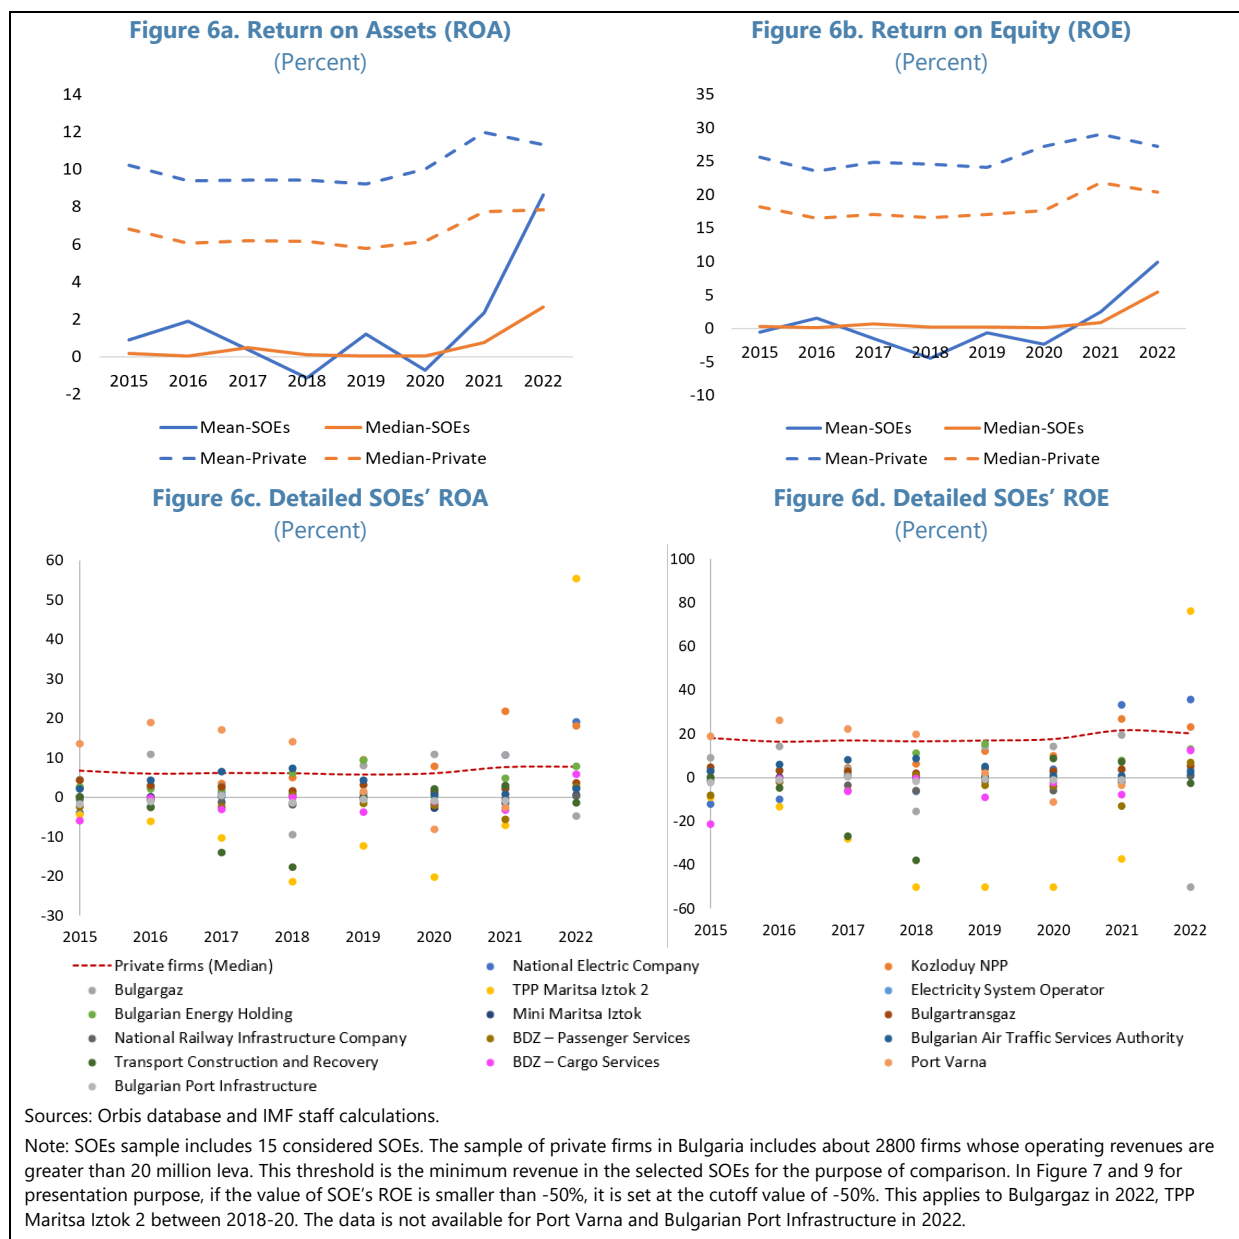 Figure 6a. Return on Assets (ROA)
(Percent)
14
12
10
8
6
4
2
0
-2
2015 2016 2017 2018 2019 2020 2021 2022
Mean-SOEs
Median-SOEs
Mean-Private
Median-Private
Figure 6b. Return on Equity (ROE)
(Percent)
35
30
25
20
15
10
5
0
-5
-10
2015 2016 2017 2018 2019 2020 2021 2022
Mean-SOEs
Median-SOEs
Mean-Private
Median-Private
Figure 6c. Detailed SOEs’ ROA
(Percent)
60
50
40
30
20
10
0
-10
-20
-30
2015 2016 2017 2018 2019 2020 2021 2022
Figure 6d. Detailed SOEs’ ROE
(Percent)
100
80
60
40
20
0
-20
-40
-60
2015 2016 2017 2018 2019 2020 2021 2022
Private firms (Median)
National Electric Company
Kozloduy NPP
Bulgargaz
TPP Maritsa Iztok 2
Electricity System Operator
Bulgarian Energy Holding
Mini Maritsa Iztok
Bulgartransgaz
National Railway Infrastructure Company
BDZ – Passenger Services
Bulgarian Air Traffic Services Authority
Transport Construction and Recovery
BDZ – Cargo Services
Port Varna
Bulgarian Port Infrastructure
Sources: Orbis database and IMF staff calculations.
Note: SOEs sample includes 15 considered SOEs. The sample of private firms in Bulgaria includes about 2800 firms whose operating revenues are
greater than 20 million leva. This threshold is the minimum revenue in the selected SOEs for the purpose of comparison. In Figure 7 and 9 for
presentation purpose, if the value of SOE’s ROE is smaller than -50%, it is set at the cutoff value of -50%. This applies to Bulgargaz in 2022, TPP
Maritsa Iztok 2 between 2018-20. The data is not available for Port Varna and Bulgarian Port Infrastructure in 2022.